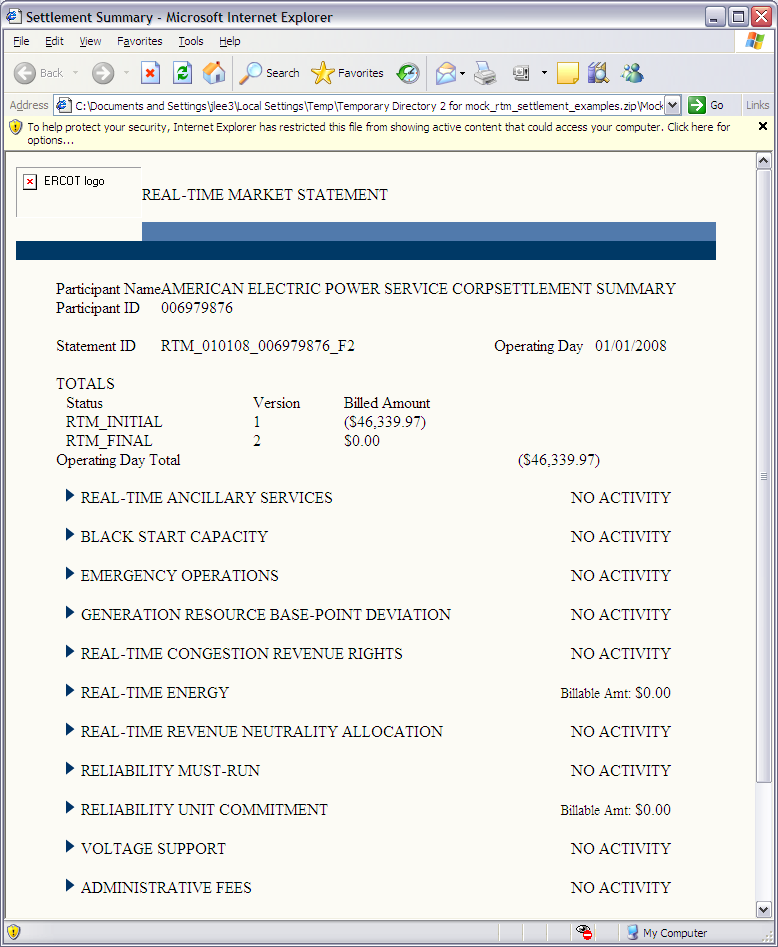 Settlement Summary - Microsoft Internet Explorer
File Edit View Favorites Tools Help
Back Search Favorites
Address C:\Documents and Settings\jlee3\Local Settings\Temp\Temporary Directory 2 for mock_rtm_settlement_examples.zip\Mock Go Links
To help protect your security, Internet Explorer has restricted this file from showing active content that could access your computer. Click here for
options...
ERCOT logo
REAL-TIME MARKET STATEMENT
Participant NameAMERICAN ELECTRIC POWER SERVICE CORPSETTLEMENT SUMMARY
Participant ID 006979876
Statement ID RTM_010108_006979876_F2 Operating Day 01/01/2008
TOTALS
Status Version Billed Amount
RTM_INITIAL 1 ($46,339.97)
RTM_FINAL 2 $0.00
Operating Day Total ($46,339.97)
REAL-TIME ANCILLARY SERVICES NO ACTIVITY
BLACK START CAPACITY NO ACTIVITY
EMERGENCY OPERATIONS NO ACTIVITY
GENERATION RESOURCE BASE-POINT DEVIATION NO ACTIVITY
REAL-TIME CONGESTION REVENUE RIGHTS NO ACTIVITY
REAL-TIME ENERGY Billable Amt: $0.00
REAL-TIME REVENUE NEUTRALITY ALLOCATION NO ACTIVITY
RELIABILITY MUST-RUN NO ACTIVITY
RELIABILITY UNIT COMMITMENT Billable Amt: $0.00
VOLTAGE SUPPORT NO ACTIVITY
ADMINISTRATIVE FEES NO ACTIVITY
My Computer